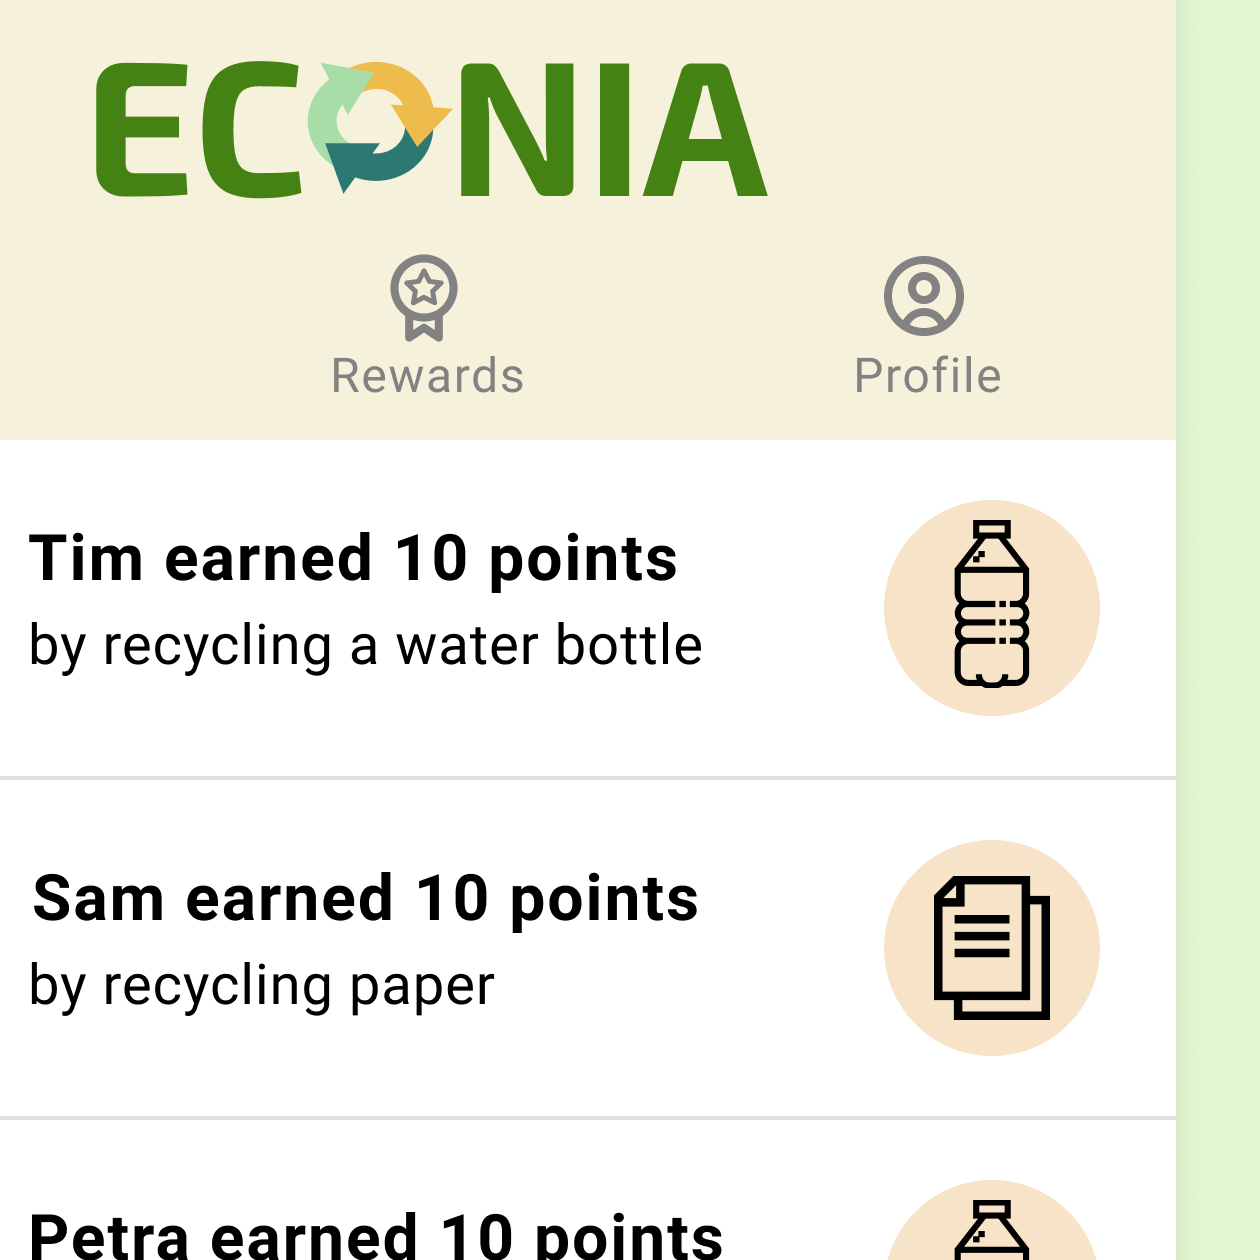 ECONIA
Rewards
Profile
Tim earned 10 points
by recycling a water bottle
Sam earned 10 points
by recycling paper
Petra earned 10 points